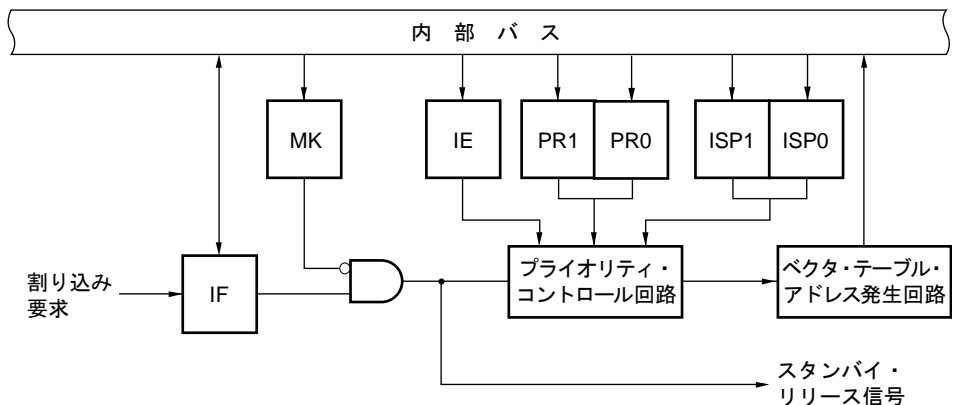 内部バス
MK
IE
PR1
PR0
ISP1
ISP0
割り込み
要求
IF
プライオリティ・
コントロール回路
ベクタ・テーブル・
アドレス発生回路
スタンバイ・
リリース信号